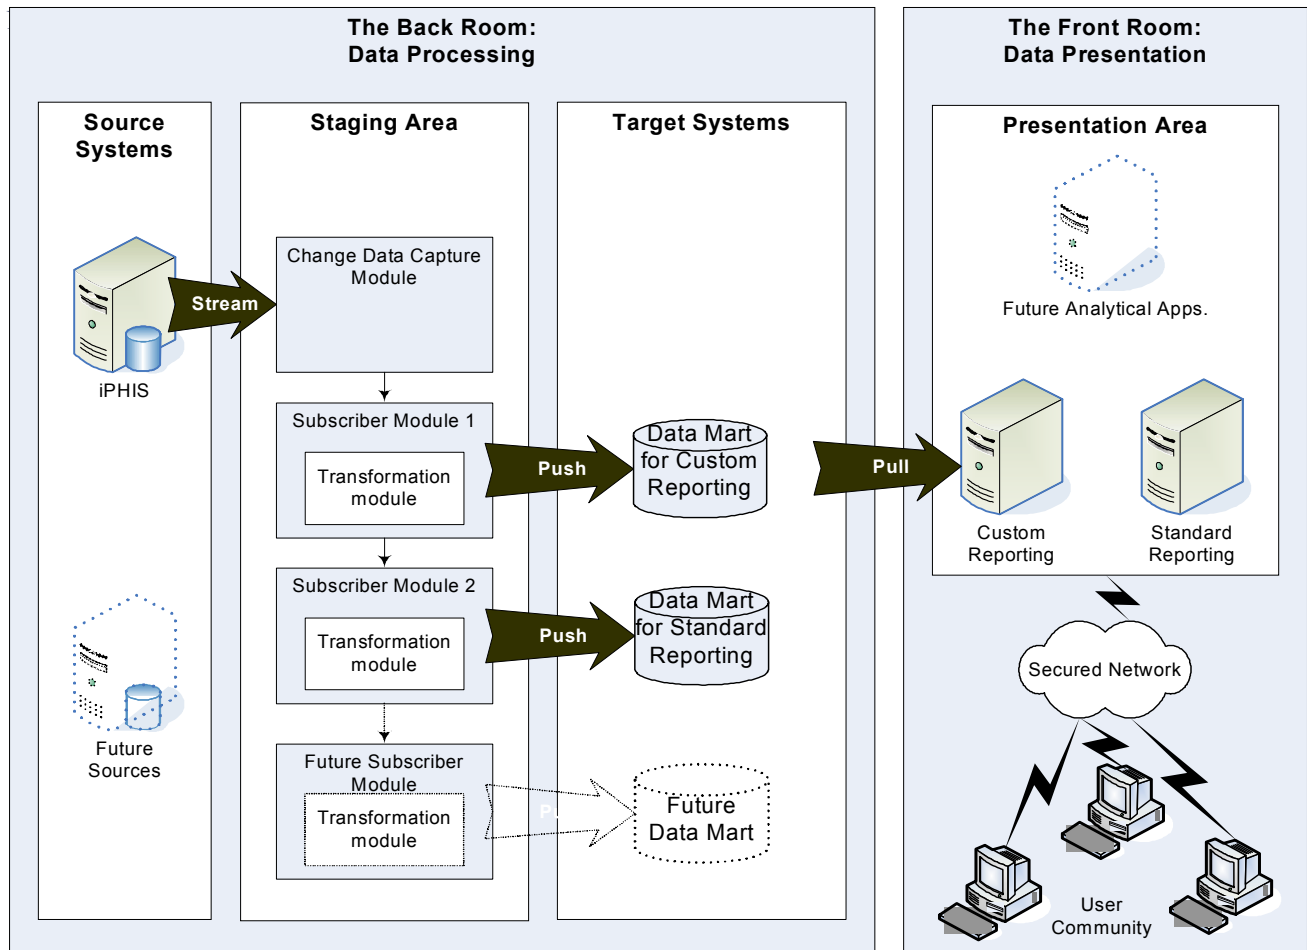 The Back Room:
Data Processing
The Front Room:
Data Presentation
Source
Systems
Staging Area
Target Systems
Presentation Area
Change Data Capture
Module
Stream
iPHIS
Future Analytical Apps.
Subscriber Module 1
Transformation
module
Push
Data Mart
for Custom
Reporting
Pull
Custom
Reporting
Standard
Reporting
Subscriber Module 2
Transformation
module
Push
Data Mart
for Standard
Reporting
Secured Network
Future
Sources
Future Subscriber
Module
Transformation
module
Future
Data Mart
User
Community